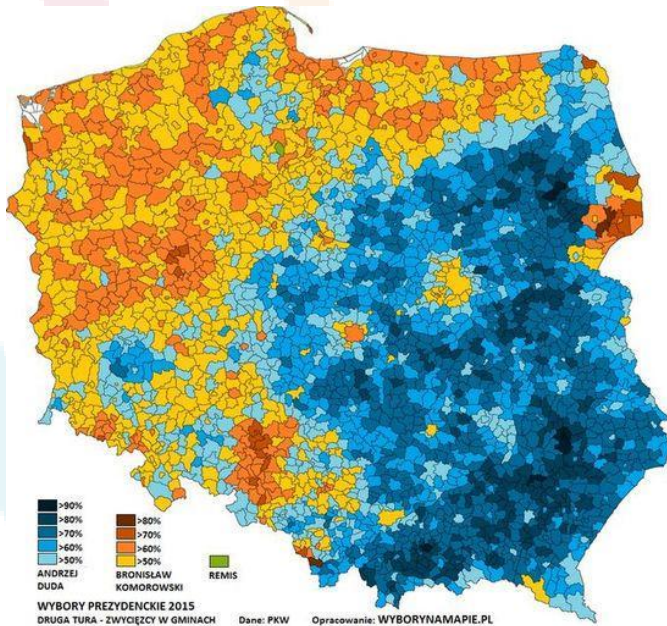 >90%
>80%
>70%
>60%
>50%
ANDRZEJ
DUDA
>80%
>70%
>60%
>50%
BRONISŁAW
KOMOROWSKI
REMIS
WYBORY PREZYDENCKIE 2015
DRUGA TURA - ZWYCIĘZCY W GMINACH Dane: PKW Opracowanie: WYBORYNAMAPIE.PL